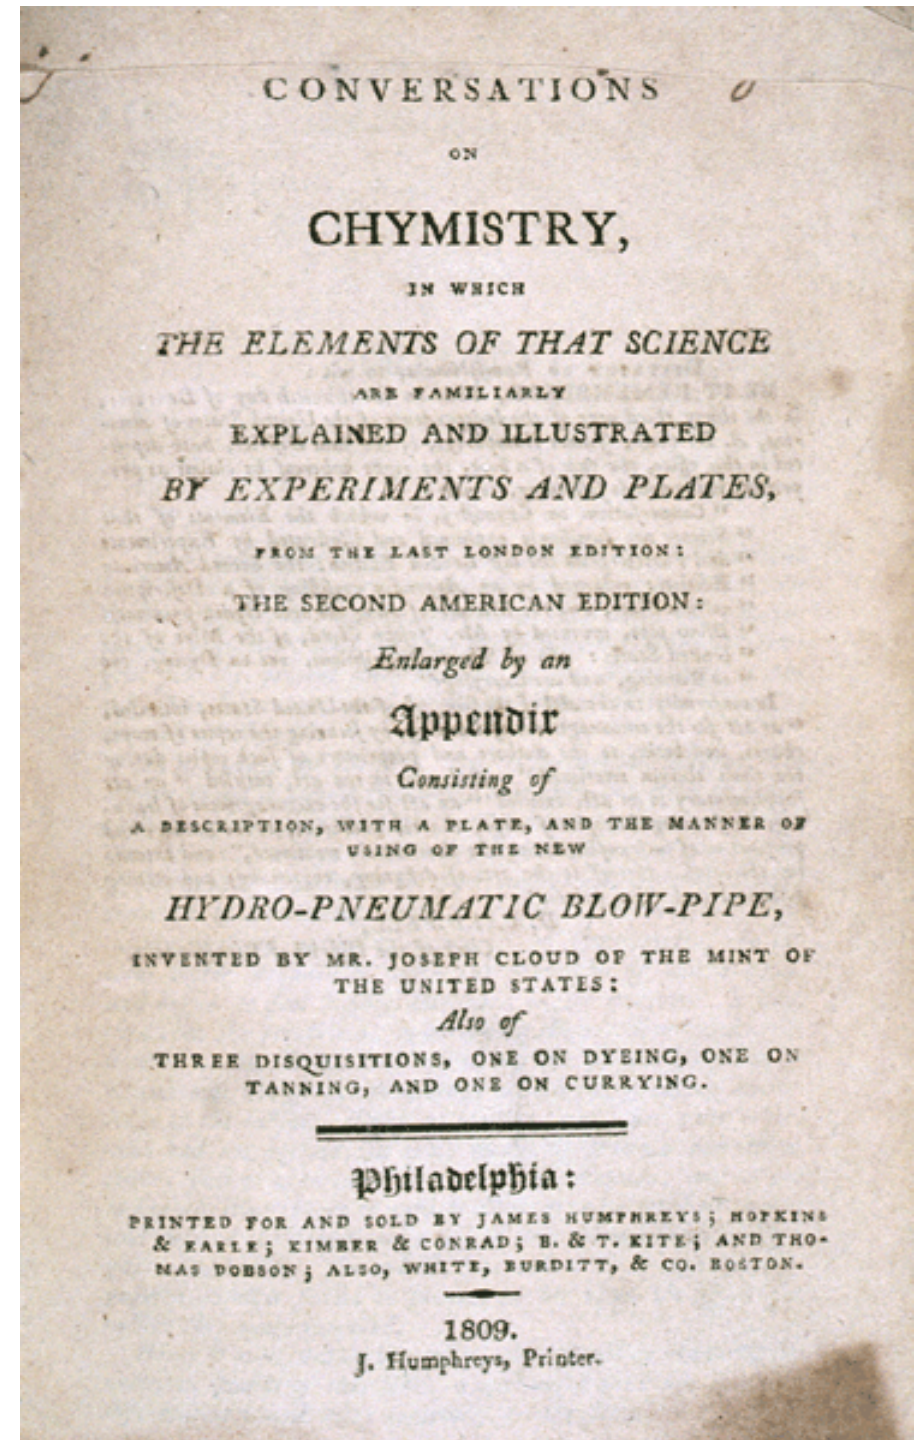 CONVERSATIONS
ON
CHYMISTRY,
IN WHICH
THE ELEMENTS OF THAT SCIENCE
ARE FAMILIARLY
EXPLAINED AND ILLUSTRATED
BY EXPERIMENTS AND PLATES,
FROM THE LAST LONDON EDITION:
THE SECOND AMERICAN EDITION:
Enlarged by an
Appendix
Consisting of
A DESCRIPTION, WITH A PLATE, AND THE MANNER OF
USING OF THE NEW
HYDRO-PNEUMATIC BLOW-PIPE,
INVENTED BY MR. JOSEPH CLOUD OF THE MINT OF
THE UNITED STATES:
Also of
THREE DISQUISITIONS, ONE ON DYEING, ONE ON
TANNING, AND ONE ON CURRYING.
Philadelphia:
PRINTED FOR AND SOLD BY JAMES HUMPHREYS; HOPKINS
& EARLE; KIMBER & CONRAD; B. & T. KITE; AND THO-
MAS DOBSON; ALSO, WHITE, BURDITT, & CO. BOSTON.
1809.
J. Humphreys, Printer.